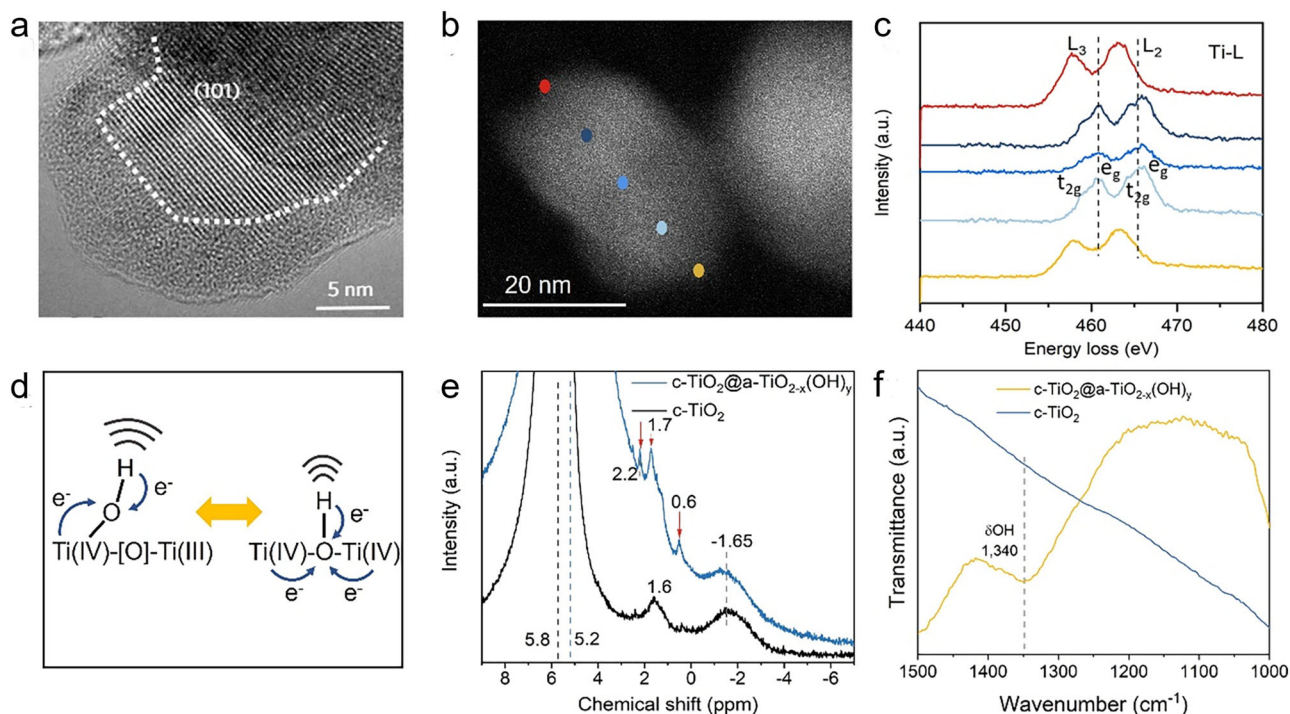 a
(101)
5 nm
b
20 nm
c
L₃
L₂
Ti-L
t₂g
e_g
t₂g
e_g
Intensity (a.u.)
440 450 460 470 480
Energy loss (eV)
d
H
H
e⁻
e⁻
e⁻
O
Ti(IV)-[O]-Ti(III)
Ti(IV)-O-Ti(IV)
e⁻
e⁻
e
c-TiO₂@a-TiO₂₋ₓ(OH)ᵧ
c-TiO₂
1.7
2.2
0.6
-1.65
1.6
5.8
5.2
Intensity (a.u.)
8 6 4 2 0 -2 -4 -6
Chemical shift (ppm)
f
c-TiO₂@a-TiO₂₋ₓ(OH)ᵧ
c-TiO₂
δOH
1,340
Transmittance (a.u.)
1500 1400 1300 1200 1100 1000
Wavenumber (cm⁻¹)